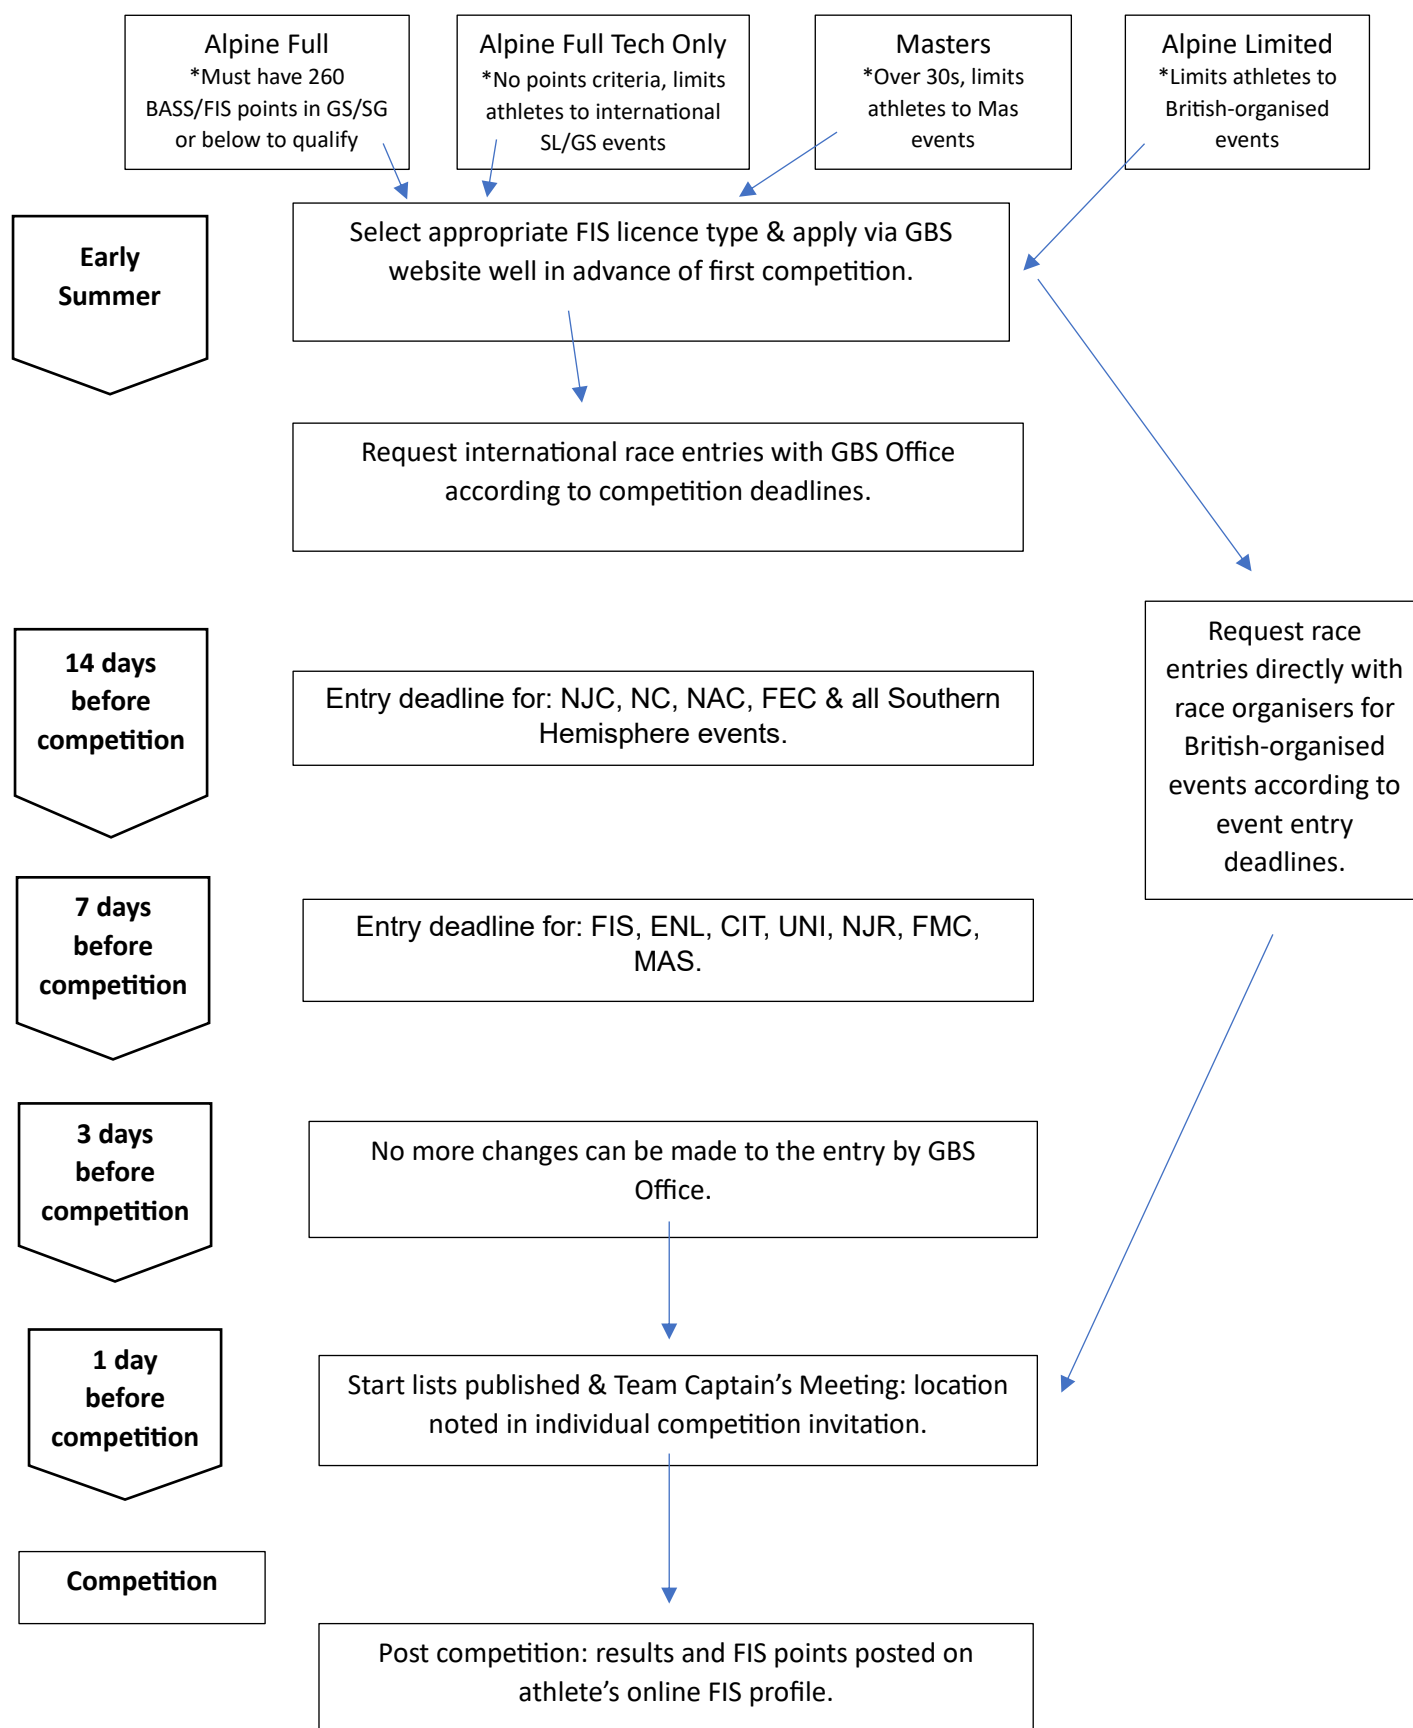 Alpine Full
*Must have 260
BASS/FIS points in GS/SG
or below to qualify
Alpine Full Tech Only
*No points criteria, limits
athletes to international
SL/GS events
Masters
*Over 30s, limits
athletes to Mas
events
Alpine Limited
*Limits athletes to
British-organised
events
Early
Summer
Select appropriate FIS licence type & apply via GBS
website well in advance of first competition.
Request international race entries with GBS Office
according to competition deadlines.
14 days
before
competition
Entry deadline for: NJC, NC, NAC, FEC & all Southern
Hemisphere events.
Request race
entries directly with
race organisers for
British-organised
events according to
event entry
deadlines.
7 days
before
competition
Entry deadline for: FIS, ENL, CIT, UNI, NJR, FMC,
MAS.
3 days
before
competition
No more changes can be made to the entry by GBS
Office.
1 day
before
competition
Start lists published & Team Captain’s Meeting: location
noted in individual competition invitation.
Competition
Post competition: results and FIS points posted on
athlete’s online FIS profile.